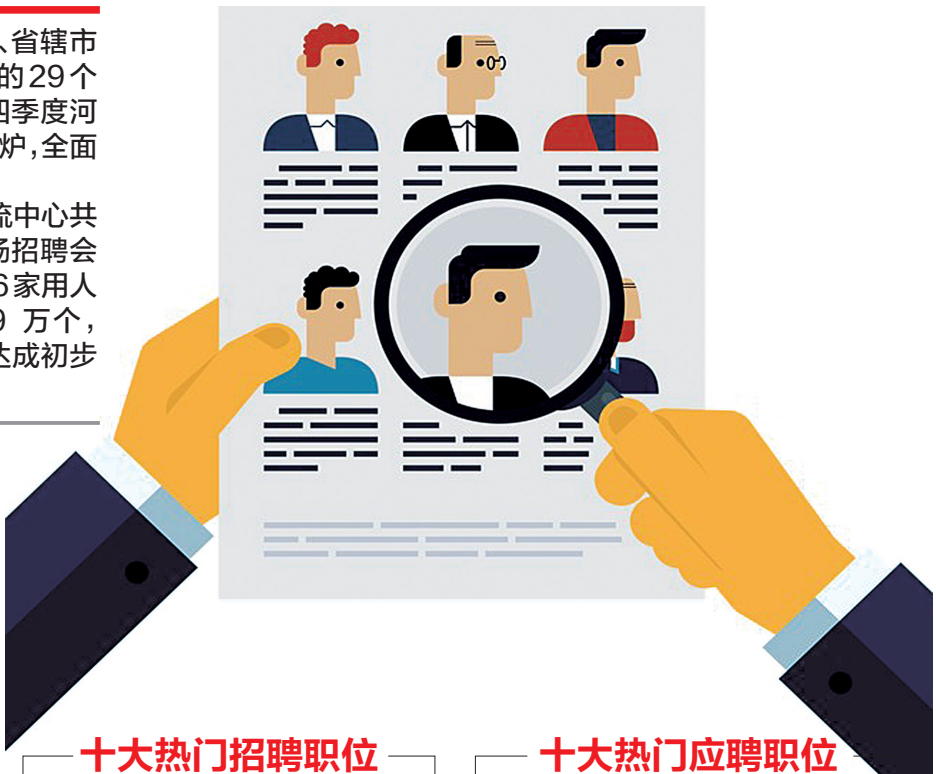 、省辖市
的29个
四季度河
炉,全面
流中心共
场招聘会
6家用人
9 万个,
达成初步
十大热门招聘职位
十大热门应聘职位